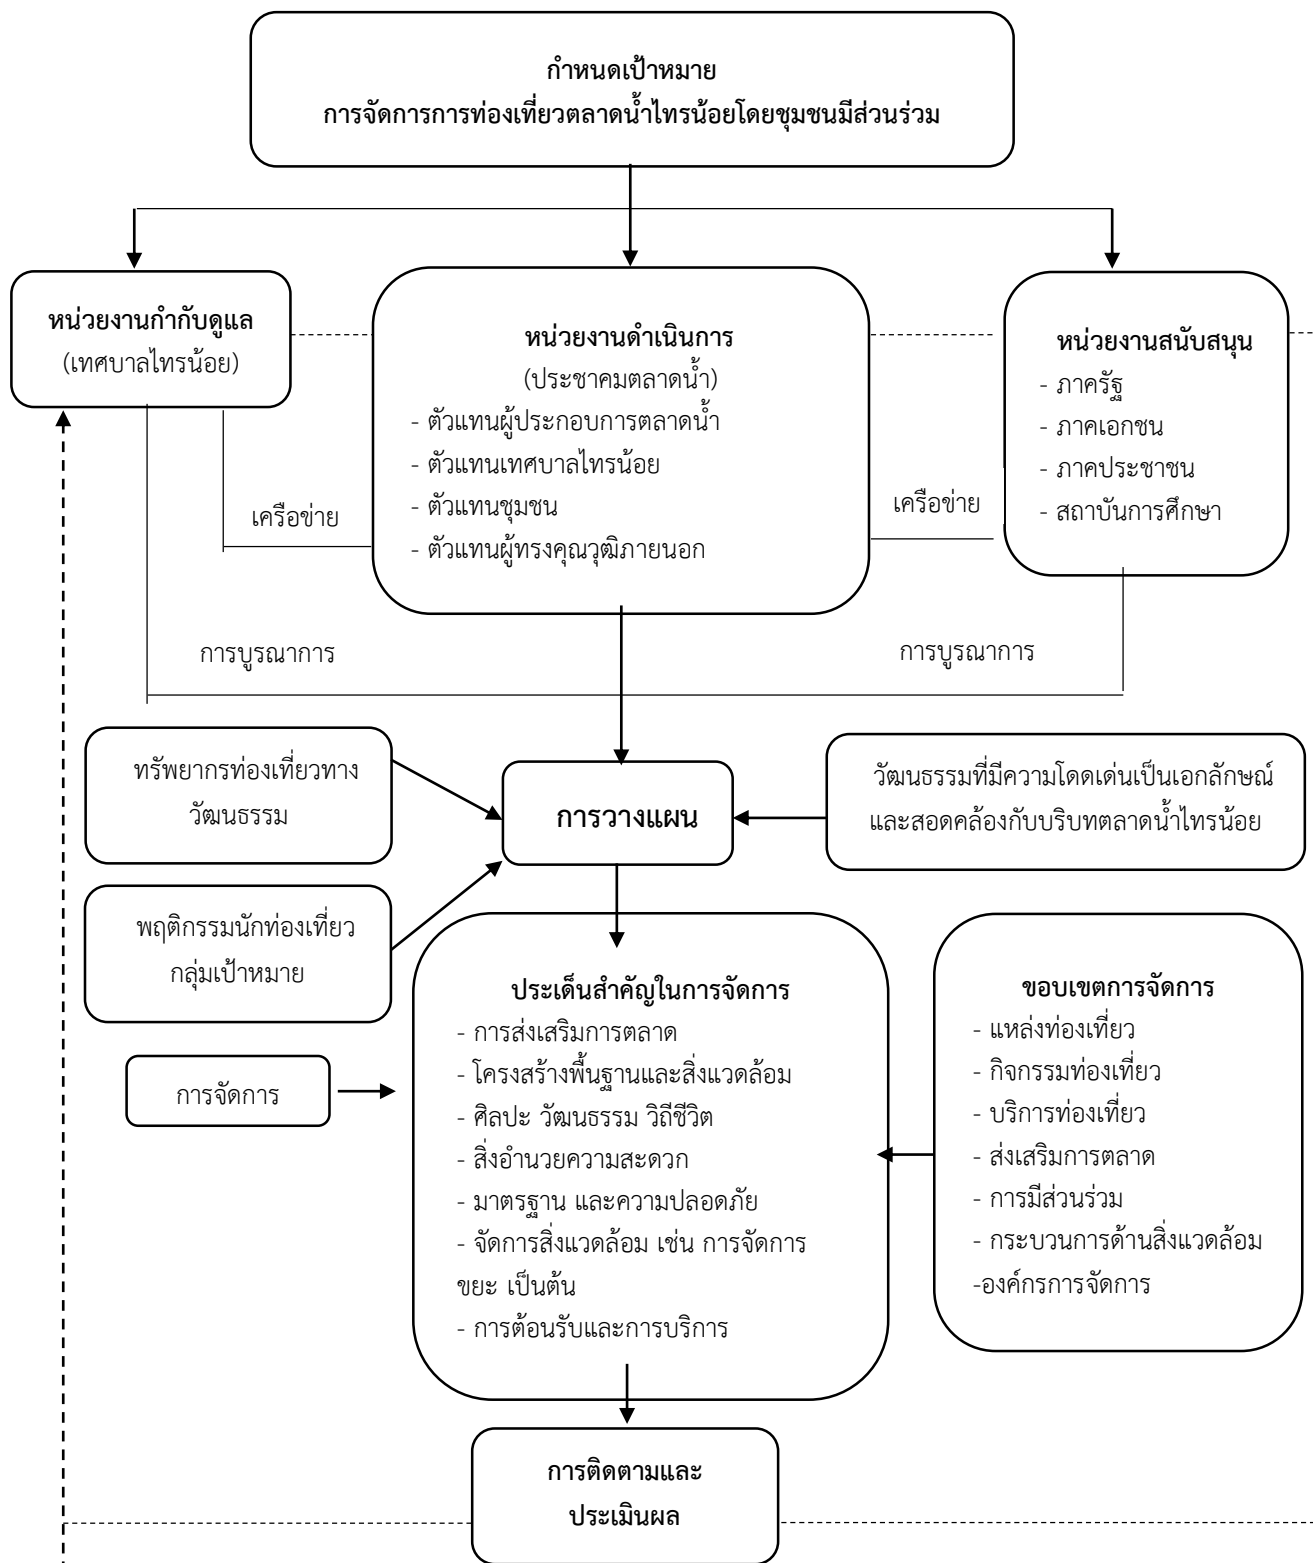 กำหนดเป้าหมาย
การจัดการการท่องเที่ยวตลาดน้ำไทรน้อยโดยชุมชนมีส่วนร่วม
หน่วยงานกำกับดูแล
(เทศบาลไทรน้อย)
หน่วยงานดำเนินการ
(ประชาคมตลาดน้ำ)
- ตัวแทนผู้ประกอบการตลาดน้ำ
- ตัวแทนเทศบาลไทรน้อย
- ตัวแทนชุมชน
- ตัวแทนผู้ทรงคุณวุฒิภายนอก
หน่วยงานสนับสนุน
- ภาครัฐ
- ภาคเอกชน
- ภาคประชาชน
- สถาบันการศึกษา
เครือข่าย
เครือข่าย
การบูรณาการ
การบูรณาการ
ทรัพยากรท่องเที่ยวทาง
วัฒนธรรม
การวางแผน
วัฒนธรรมที่มีความโดดเด่นเป็นเอกลักษณ์
และสอดคล้องกับบริบทตลาดน้ำไทรน้อย
พฤติกรรมนักท่องเที่ยว
กลุ่มเป้าหมาย
การจัดการ
ประเด็นสำคัญในการจัดการ
- การส่งเสริมการตลาด
- โครงสร้างพื้นฐานและสิ่งแวดล้อม
- ศิลปะ วัฒนธรรม วิถีชีวิต
- สิ่งอำนวยความสะดวก
- มาตรฐาน และความปลอดภัย
- จัดการสิ่งแวดล้อม เช่น การจัดการ
ขยะ เป็นต้น
- การต้อนรับและการบริการ
ขอบเขตการจัดการ
- แหล่งท่องเที่ยว
- กิจกรรมท่องเที่ยว
- บริการท่องเที่ยว
- ส่งเสริมการตลาด
- การมีส่วนร่วม
- กระบวนการด้านสิ่งแวดล้อม
-องค์กรการจัดการ
การติดตามและ
ประเมินผล